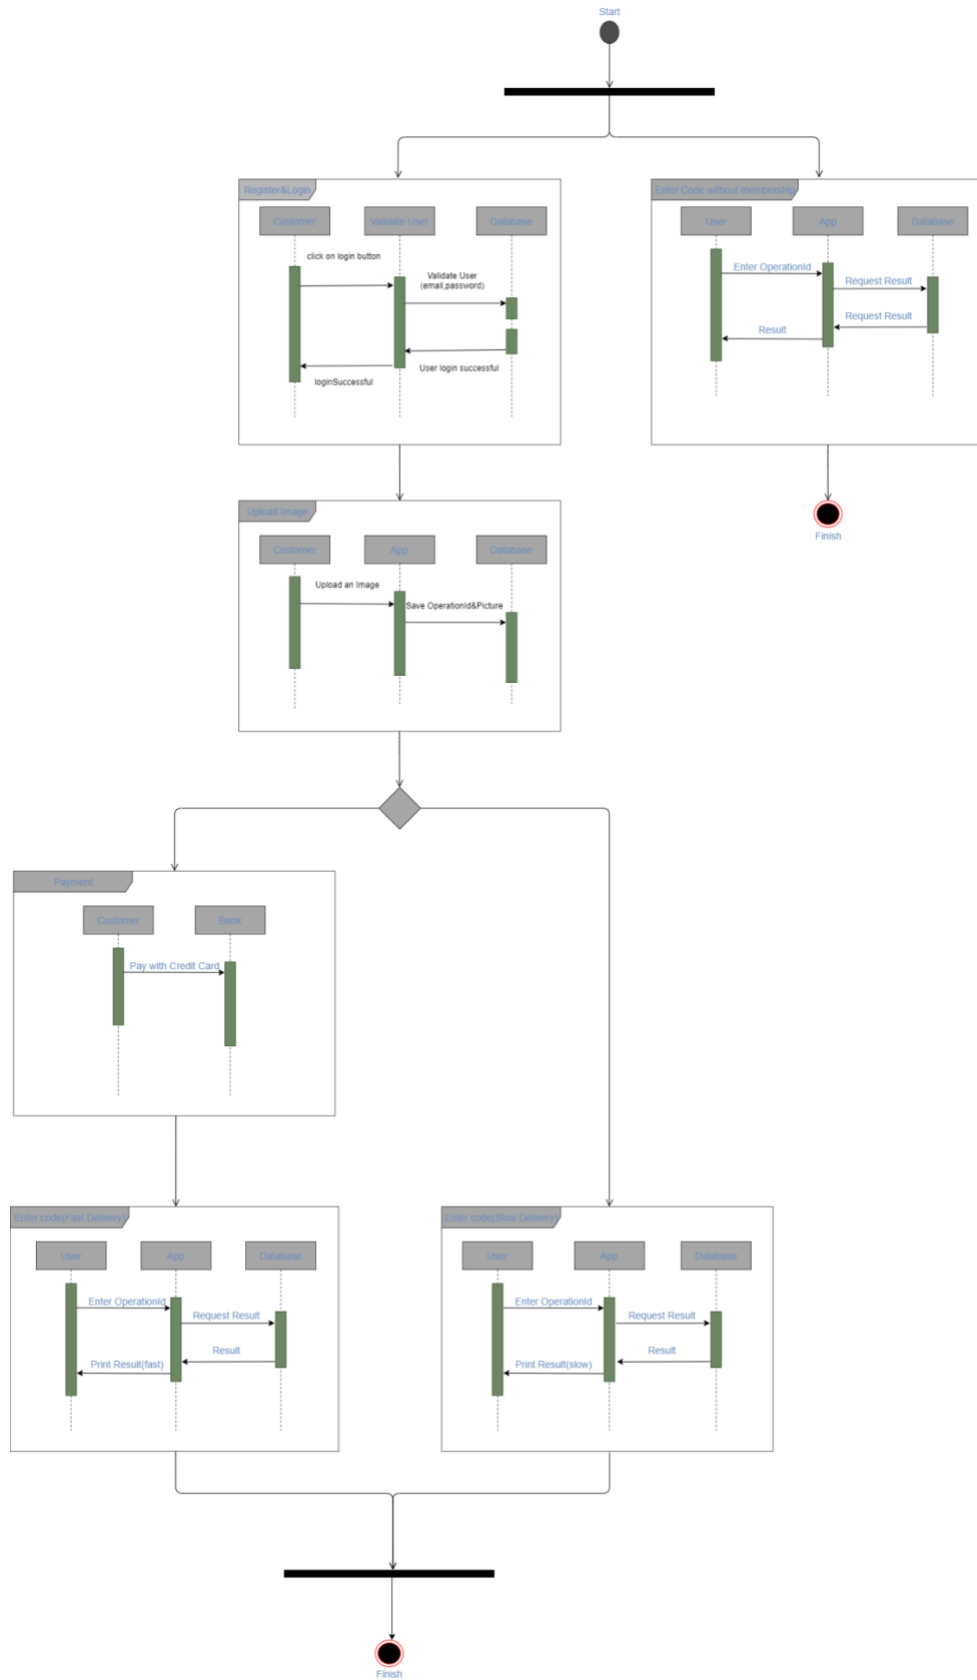 Start
Register&Login
Customer
Validate User
Database
click on login button
Validate User
(email,password)
User login successful
loginSuccessful
Enter Code without membership
User
App
Database
Enter OperationId
Request Result
Request Result
Result
Finish
Upload Image
Customer
App
Database
Upload an Image
Save OperationId&Picture
Payment
Customer
Bank
Pay with Credit Card
Enter code(Fast Delivery)
User
App
Database
Enter OperationId
Request Result
Result
Print Result(fast)
Enter code(Slow Delivery)
User
App
Database
Enter OperationId
Request Result
Result
Print Result(slow)
Finish